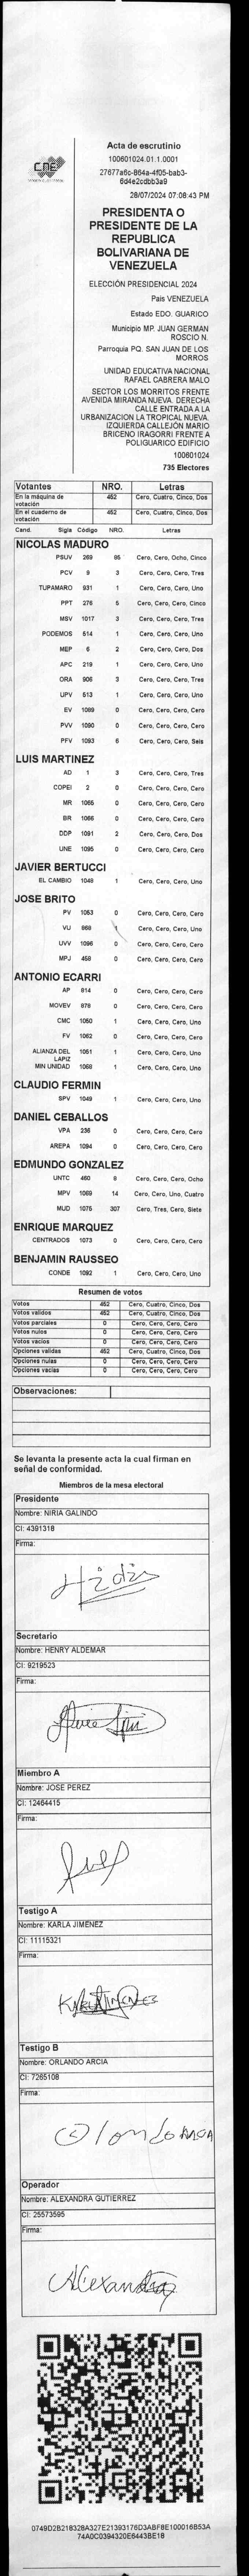 CNE
Acta de escrutinio
100601024.01.1.0001
27677a6c-864a-4f05-bab3-
6d4e2cdbb3a9
28/07/2024 07:08:43 PM
PRESIDENTA O
PRESIDENTE DE LA
REPUBLICA
BOLIVARIANA DE
VENEZUELA
ELECCIÓN PRESIDENCIAL 2024
Pais VENEZUELA
Estado EDO. GUARICO
Municipio MP. JUAN GERMAN
ROSCIO N.
Parroquia PQ. SAN JUAN DE LOS
MORROS
UNIDAD EDUCATIVA NACIONAL
RAFAEL CABRERA MALO
SECTOR LOS MORRITOS FRENTE
AVENIDA MIRANDA NUEVA. DERECHA
CALLE ENTRADA A LA
URBANIZACION LA TROPICAL NUEVA.
IZQUIERDA CALLEJÓN MARIO
BRICENO IRAGORRI FRENTE A
POLIGUARICO EDIFICIO
100601024
735 Electores
Votantes NRO. Letras
En la máquina de votación 452 Cero, Cuatro, Cinco, Dos
En el cuaderno de votación 452 Cero, Cuatro, Cinco, Dos
Cand. Sigla Código NRO. Letras
NICOLAS MADURO
PSUV 269 85 Cero, Cero, Ocho, Cinco
PCV 9 3 Cero, Cero, Cero, Tres
TUPAMARO 931 1 Cero, Cero, Cero, Uno
PPT 276 5 Cero, Cero, Cero, Cinco
MSV 1017 3 Cero, Cero, Cero, Tres
PODEMOS 514 1 Cero, Cero, Cero, Uno
MEP 6 2 Cero, Cero, Cero, Dos
APC 219 1 Cero, Cero, Cero, Uno
ORA 906 3 Cero, Cero, Cero, Tres
UPV 513 1 Cero, Cero, Cero, Uno
EV 1089 0 Cero, Cero, Cero, Cero
PVV 1090 0 Cero, Cero, Cero, Cero
PFV 1093 6 Cero, Cero, Cero, Seis
LUIS MARTINEZ
AD 1 3 Cero, Cero, Cero, Tres
COPEI 2 0 Cero, Cero, Cero, Cero
MR 1065 0 Cero, Cero, Cero, Cero
BR 1066 0 Cero, Cero, Cero, Cero
DDP 1091 2 Cero, Cero, Cero, Dos
UNE 1095 0 Cero, Cero, Cero, Cero
JAVIER BERTUCCI
EL CAMBIO 1048 1 Cero, Cero, Cero, Uno
JOSE BRITO
PV 1053 0 Cero, Cero, Cero, Cero
VU 868 1 Cero, Cero, Cero, Uno
UVV 1096 0 Cero, Cero, Cero, Cero
MPJ 458 0 Cero, Cero, Cero, Cero
ANTONIO ECARRI
AP 814 0 Cero, Cero, Cero, Cero
MOVEV 878 0 Cero, Cero, Cero, Cero
CMC 1050 1 Cero, Cero, Cero, Uno
FV 1062 0 Cero, Cero, Cero, Cero
ALIANZA DEL LAPIZ 1051 1 Cero, Cero, Cero, Uno
MIN UNIDAD 1068 1 Cero, Cero, Cero, Uno
CLAUDIO FERMIN
SPV 1049 1 Cero, Cero, Cero, Uno
DANIEL CEBALLOS
VPA 236 0 Cero, Cero, Cero, Cero
AREPA 1094 0 Cero, Cero, Cero, Cero
EDMUNDO GONZALEZ
UNTC 460 8 Cero, Cero, Cero, Ocho
MPV 1069 14 Cero, Cero, Uno, Cuatro
MUD 1075 307 Cero, Tres, Cero, Siete
ENRIQUE MARQUEZ
CENTRADOS 1073 0 Cero, Cero, Cero, Cero
BENJAMIN RAUSSEO
CONDE 1092 1 Cero, Cero, Cero, Uno
Resumen de votos
Votos 452 Cero, Cuatro, Cinco, Dos
Votos validos 452 Cero, Cuatro, Cinco, Dos
Votos parciales 0 Cero, Cero, Cero, Cero
Votos nulos 0 Cero, Cero, Cero, Cero
Votos vacios 0 Cero, Cero, Cero, Cero
Opciones validas 452 Cero, Cuatro, Cinco, Dos
Opciones nulas 0 Cero, Cero, Cero, Cero
Opciones vacias 0 Cero, Cero, Cero, Cero
Observaciones:
Se levanta la presente acta la cual firman en
señal de conformidad.
Miembros de la mesa electoral
Presidente
Nombre: NIRIA GALINDO
CI: 4391318
Firma:
Secretario
Nombre: HENRY ALDEMAR
CI: 9219523
Firma:
Miembro A
Nombre: JOSE PEREZ
CI: 12464415
Firma:
Testigo A
Nombre: KARLA JIMENEZ
CI: 11115321
Firma:
KARLA JIMENEZ
Testigo B
Nombre: ORLANDO ARCIA
CI: 7265108
Firma:
Orlando ARCIA
Operador
Nombre: ALEXANDRA GUTIERREZ
CI: 25573595
Firma:
Alexandra
0749D2B218328A327E21393176D3ABF8E100016B53A
74A0C0394320E6443BE18